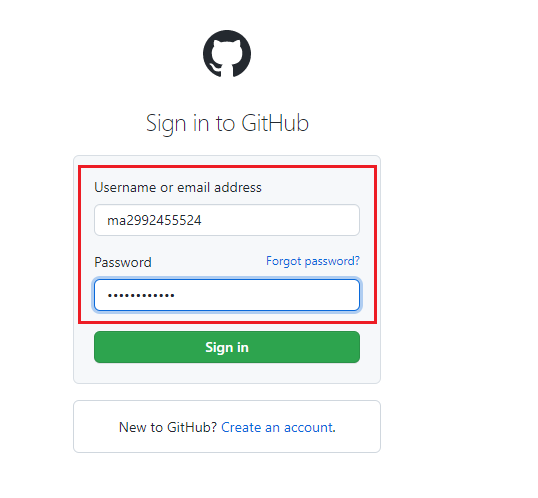 Sign in to GitHub
Username or email address
ma2992455524
Password Forgot password?
••••••••••••
Sign in
New to GitHub? Create an account.